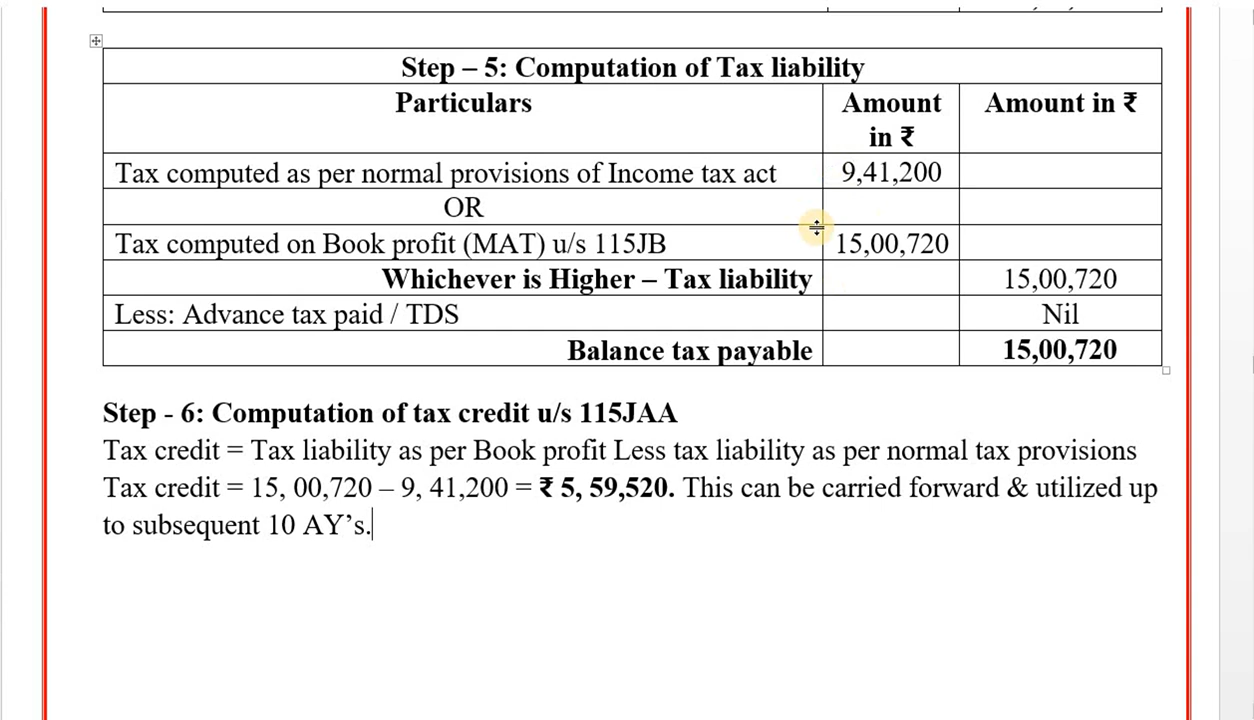 Step – 5: Computation of Tax liability
Particulars Amount in ₹ Amount in ₹
Tax computed as per normal provisions of Income tax act 9,41,200
OR
Tax computed on Book profit (MAT) u/s 115JB 15,00,720
Whichever is Higher – Tax liability 15,00,720
Less: Advance tax paid / TDS Nil
Balance tax payable 15,00,720
Step - 6: Computation of tax credit u/s 115JAA
Tax credit = Tax liability as per Book profit Less tax liability as per normal tax provisions
Tax credit = 15, 00,720 – 9, 41,200 = ₹ 5, 59,520. This can be carried forward & utilized up
to subsequent 10 AY’s.